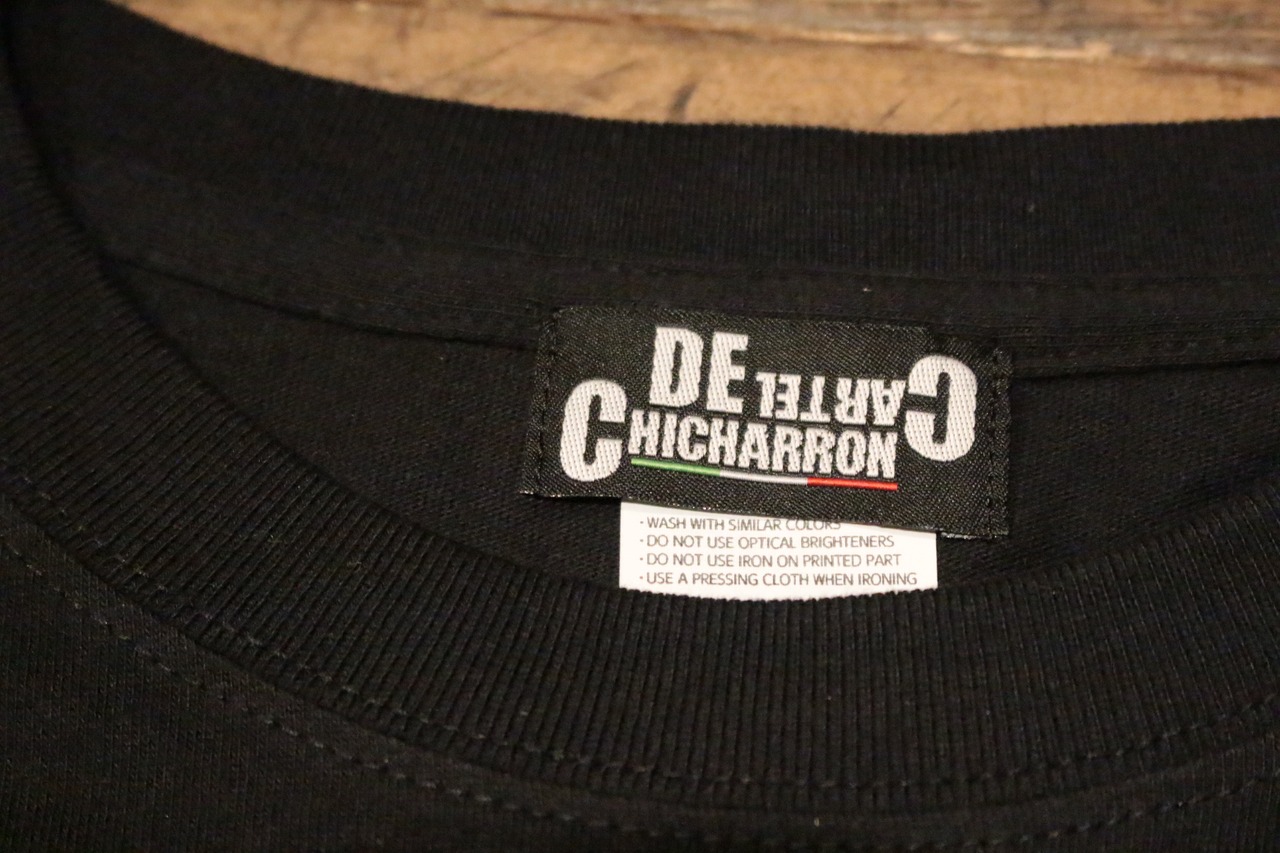 DE
CARTEL
CHICHARRON
· WASH WITH SIMILAR COLORS
· DO NOT USE OPTICAL BRIGHTENERS
· DO NOT USE IRON ON PRINTED PART
· USE A PRESSING CLOTH WHEN IRONING